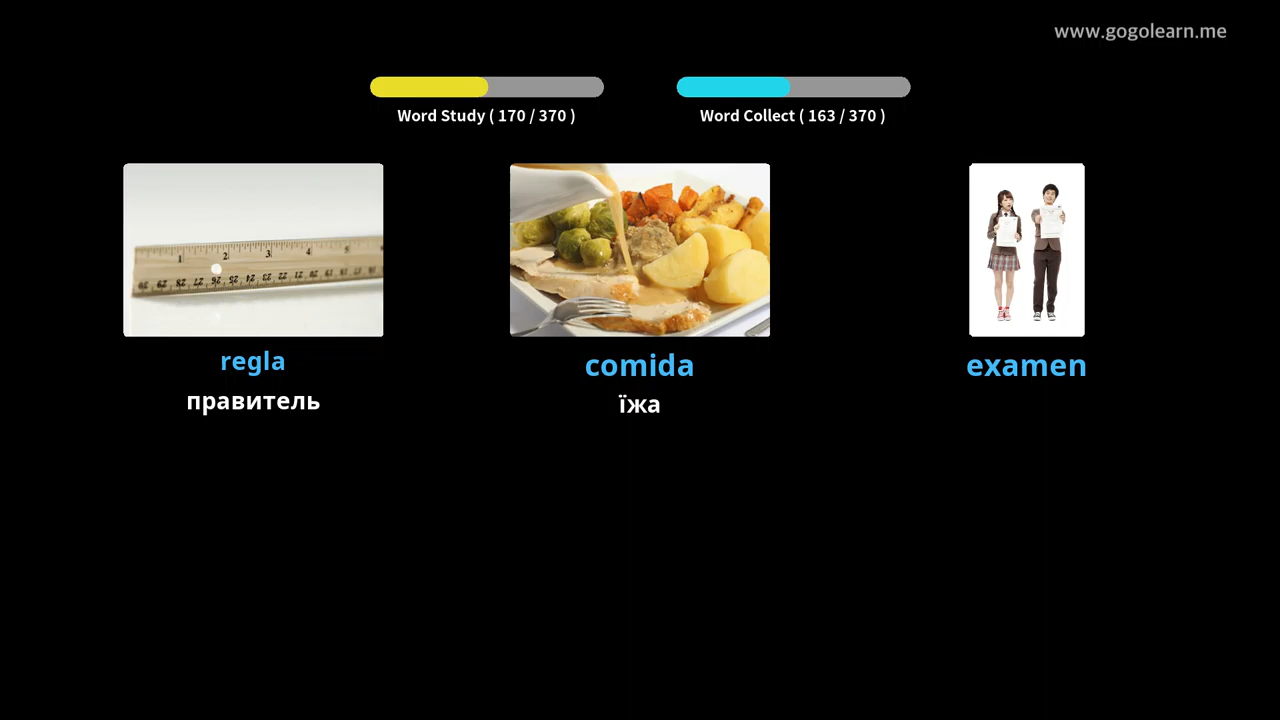 www.gogolearn.me
Word Study ( 170 / 370 )
Word Collect ( 163 / 370 )
regla
comida
examen
правитель
їжа